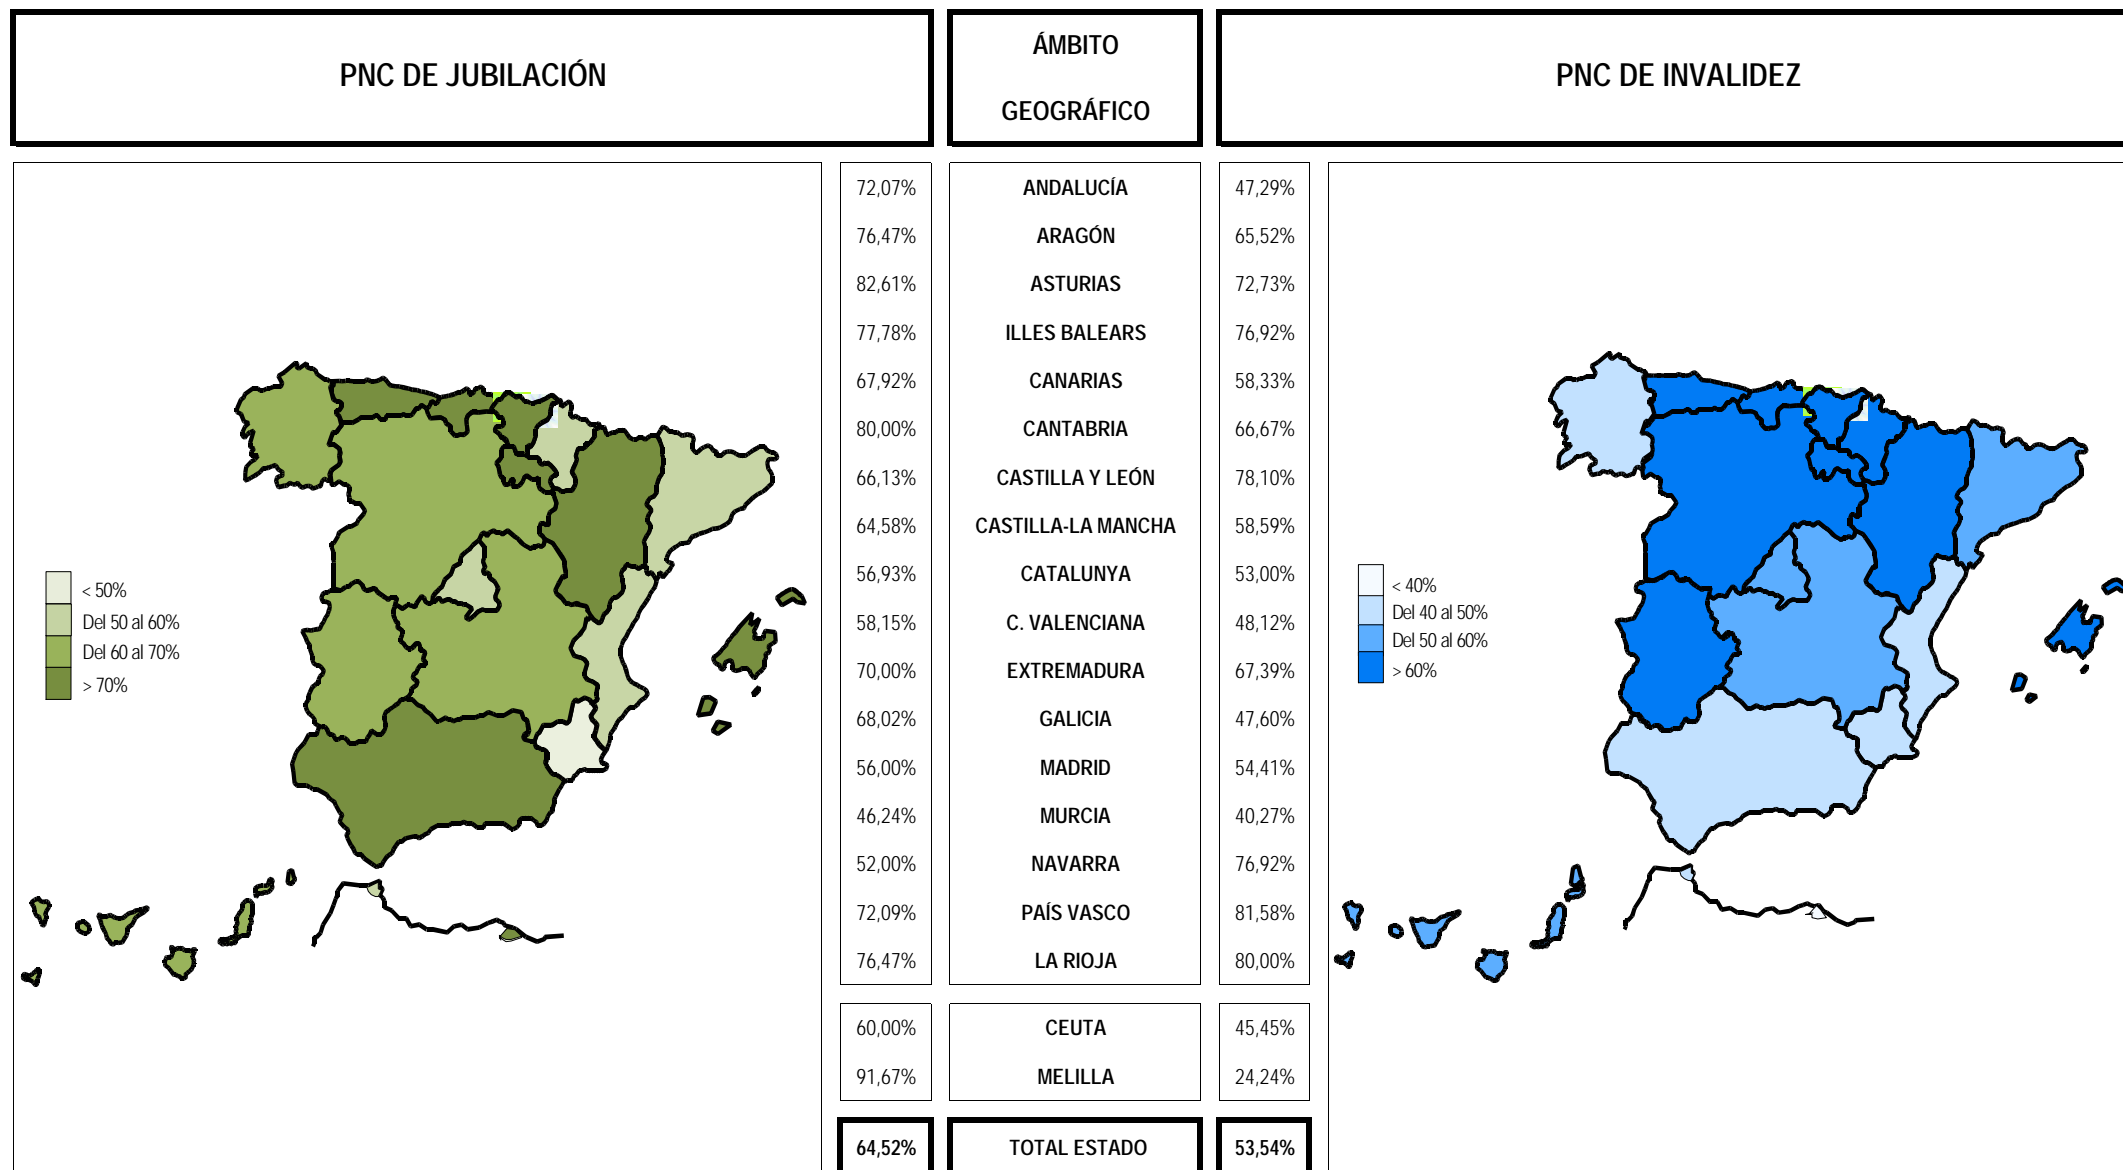 PNC DE JUBILACIÓN
ÁMBITO
GEOGRÁFICO
PNC DE INVALIDEZ
72,07% ANDALUCÍA 47,29%
76,47% ARAGÓN 65,52%
82,61% ASTURIAS 72,73%
77,78% ILLES BALEARS 76,92%
67,92% CANARIAS 58,33%
80,00% CANTABRIA 66,67%
66,13% CASTILLA Y LEÓN 78,10%
64,58% CASTILLA-LA MANCHA 58,59%
56,93% CATALUNYA 53,00%
58,15% C. VALENCIANA 48,12%
70,00% EXTREMADURA 67,39%
68,02% GALICIA 47,60%
56,00% MADRID 54,41%
46,24% MURCIA 40,27%
52,00% NAVARRA 76,92%
72,09% PAÍS VASCO 81,58%
76,47% LA RIOJA 80,00%
60,00% CEUTA 45,45%
91,67% MELILLA 24,24%
64,52% TOTAL ESTADO 53,54%
< 50%
Del 50 al 60%
Del 60 al 70%
> 70%
< 40%
Del 40 al 50%
Del 50 al 60%
> 60%